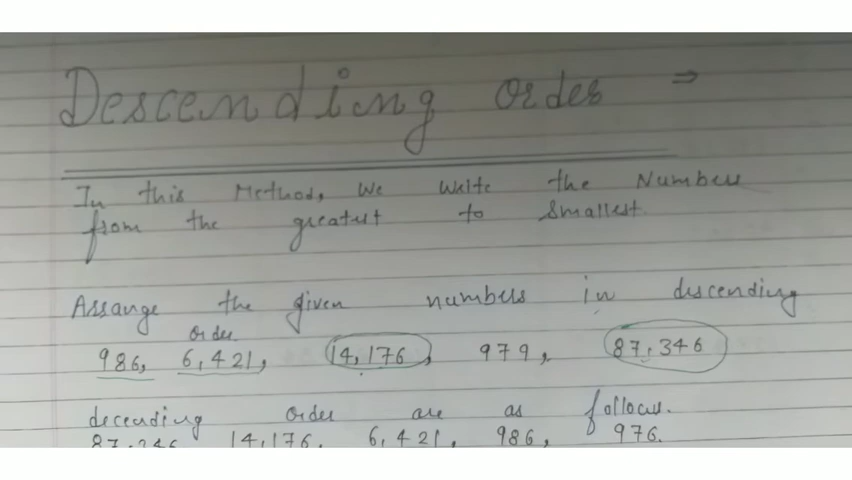 Descending order ⇒
In this Method, We write the Numbers
from the greatest to smallest
Arrange the given numbers in descending
order
986, 6,421, 14,176, 979, 87,346
decending order are as follows.
87,346 14,176, 6,421, 986, 976.